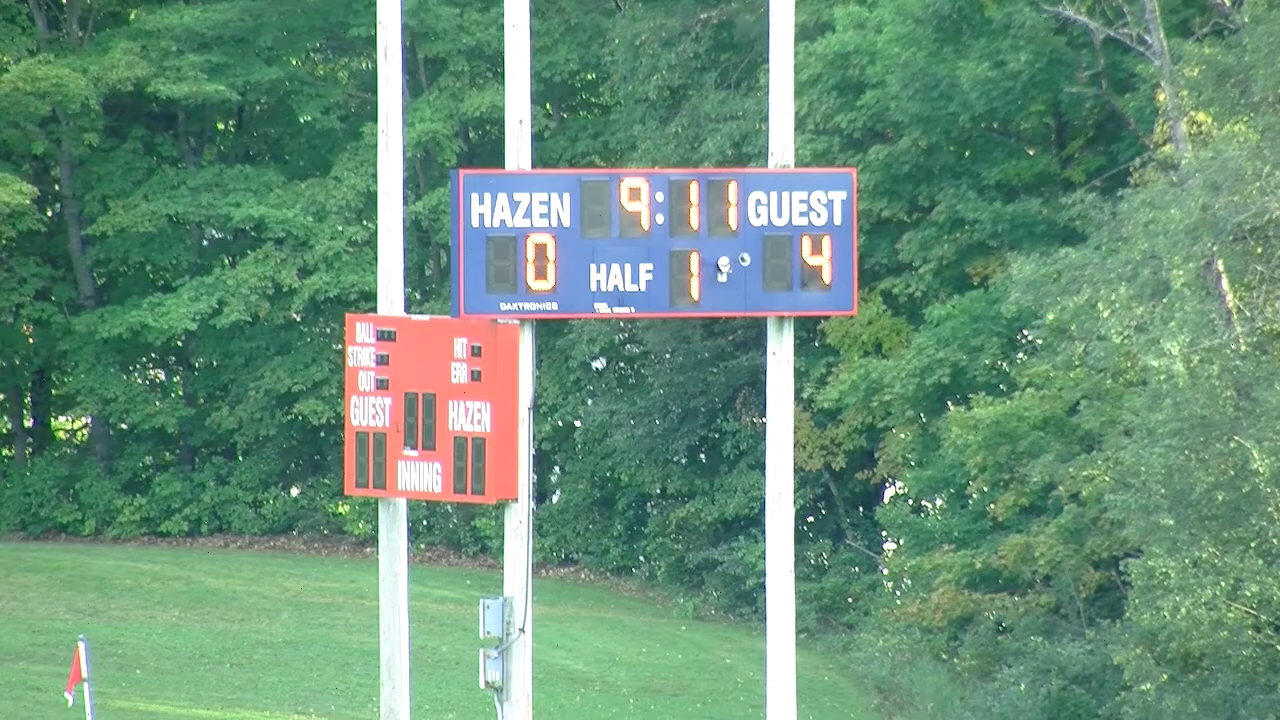 HAZEN 9:11 GUEST
0 HALF 1 4
DAKTRONICS
BALL HIT
STRIKE ERR
OUT
GUEST HAZEN
INNING